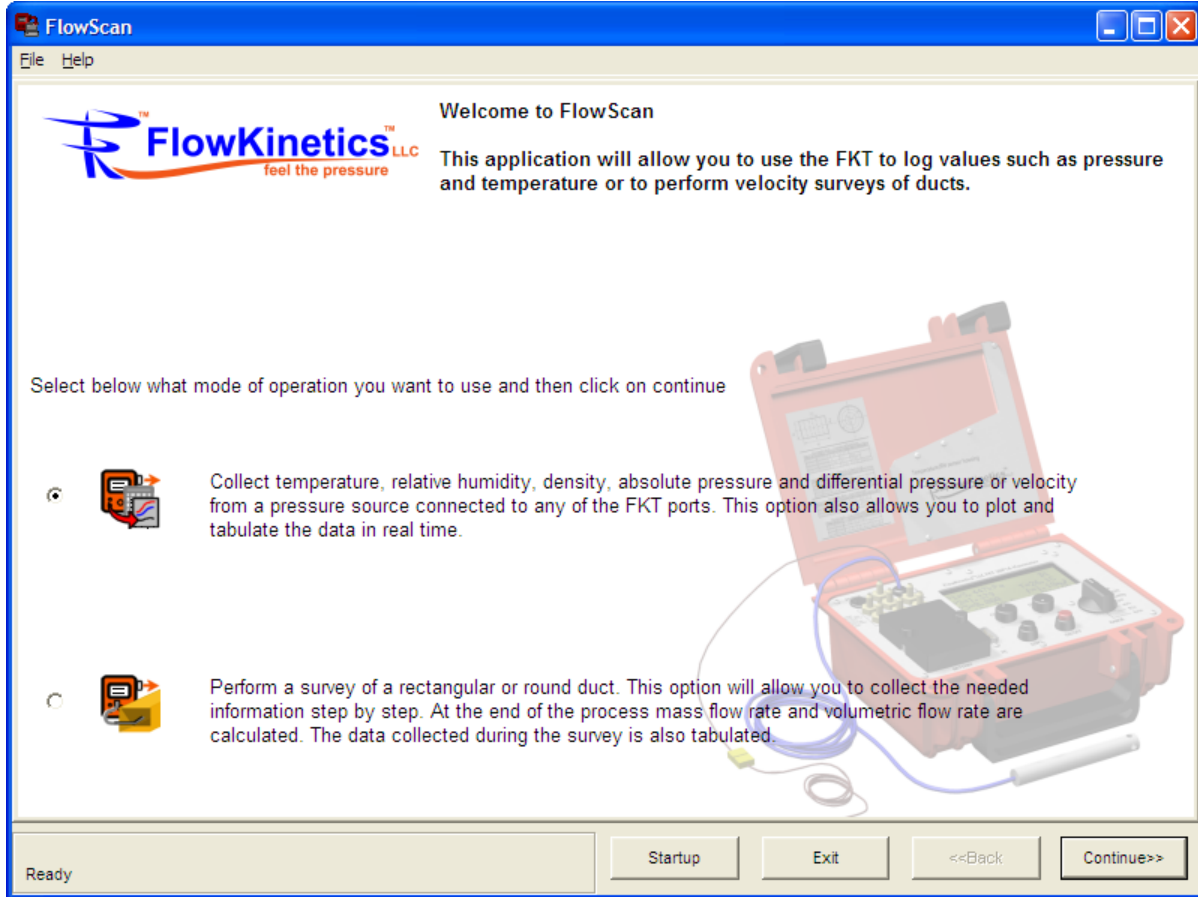 FlowScan
File Help
™ FlowKinetics™ LLC
feel the pressure
Welcome to FlowScan
This application will allow you to use the FKT to log values such as pressure
and temperature or to perform velocity surveys of ducts.
Select below what mode of operation you want to use and then click on continue
Collect temperature, relative humidity, density, absolute pressure and differential pressure or velocity
from a pressure source connected to any of the FKT ports. This option also allows you to plot and
tabulate the data in real time.
Perform a survey of a rectangular or round duct. This option will allow you to collect the needed
information step by step. At the end of the process mass flow rate and volumetric flow rate are
calculated. The data collected during the survey is also tabulated.
Ready
Startup
Exit
<<Back
Continue>>